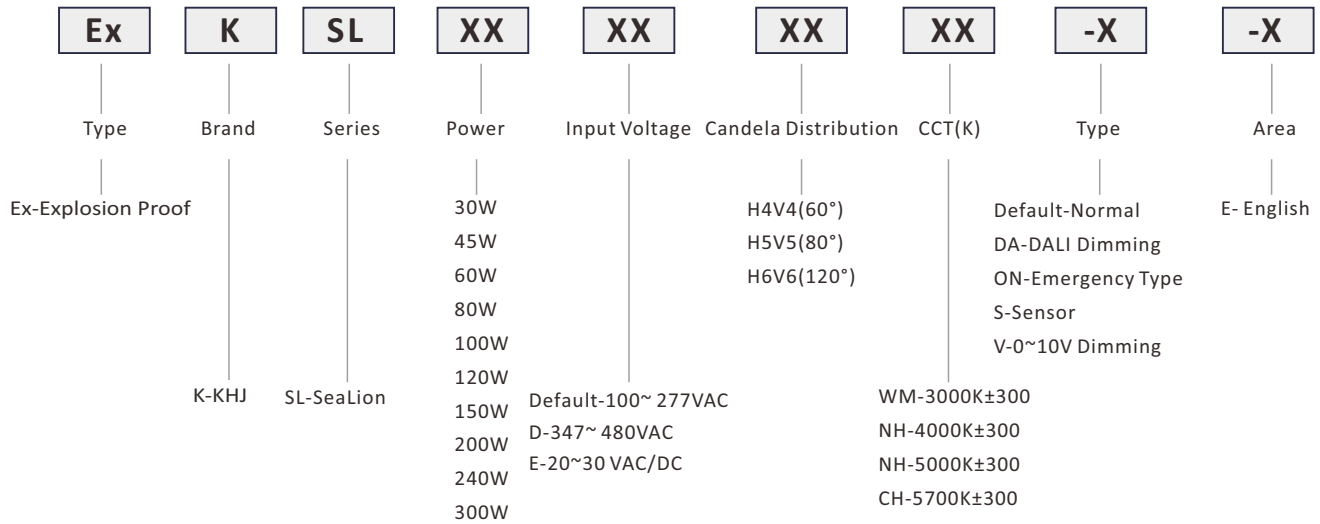 Ex K SL XX XX XX XX -X -X
Type Brand Series Power Input Voltage Candela Distribution CCT(K) Type Area
Ex-Explosion Proof
K-KHJ
SL-SeaLion
30W
45W
60W
80W
100W
120W
150W
200W
240W
300W
Default-100~ 277VAC
D-347~ 480VAC
E-20~30 VAC/DC
H4V4(60°)
H5V5(80°)
H6V6(120°)
WM-3000K±300
NH-4000K±300
NH-5000K±300
CH-5700K±300
Default-Normal
DA-DALI Dimming
ON-Emergency Type
S-Sensor
V-0~10V Dimming
E- English